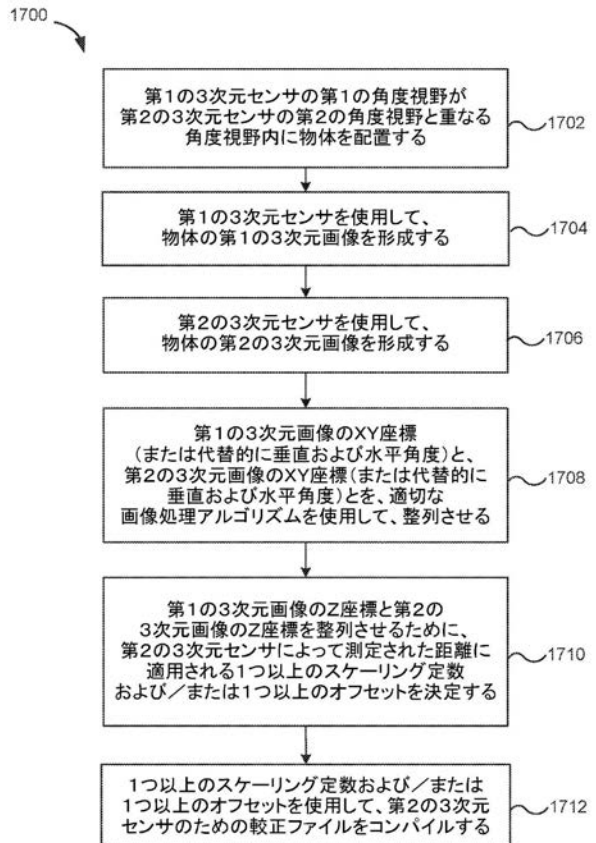 1700
第1の3次元センサの第1の角度視野が
第2の3次元センサの第2の角度視野と重なる
角度視野内に物体を配置する
1702
第1の3次元センサを使用して、
物体の第1の3次元画像を形成する
1704
第2の3次元センサを使用して、
物体の第2の3次元画像を形成する
1706
第1の3次元画像のXY座標
(または代替的に垂直および水平角度)と、
第2の3次元画像のXY座標(または代替的に
垂直および水平角度)とを、適切な
画像処理アルゴリズムを使用して、整列させる
1708
第1の3次元画像のZ座標と第2の
3次元画像のZ座標を整列させるために、
第2の3次元センサによって測定された距離に
適用される1つ以上のスケーリング定数
および/または1つ以上のオフセットを決定する
1710
1つ以上のスケーリング定数および/または
1つ以上のオフセットを使用して、第2の3次元
センサのための較正ファイルをコンパイルする
1712